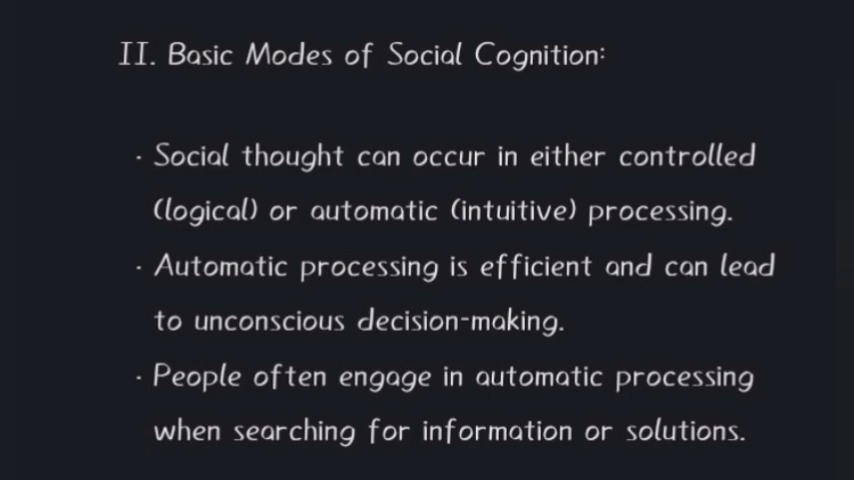 II. Basic Modes of Social Cognition:
· Social thought can occur in either controlled
(logical) or automatic (intuitive) processing.
· Automatic processing is efficient and can lead
to unconscious decision-making.
· People often engage in automatic processing
when searching for information or solutions.